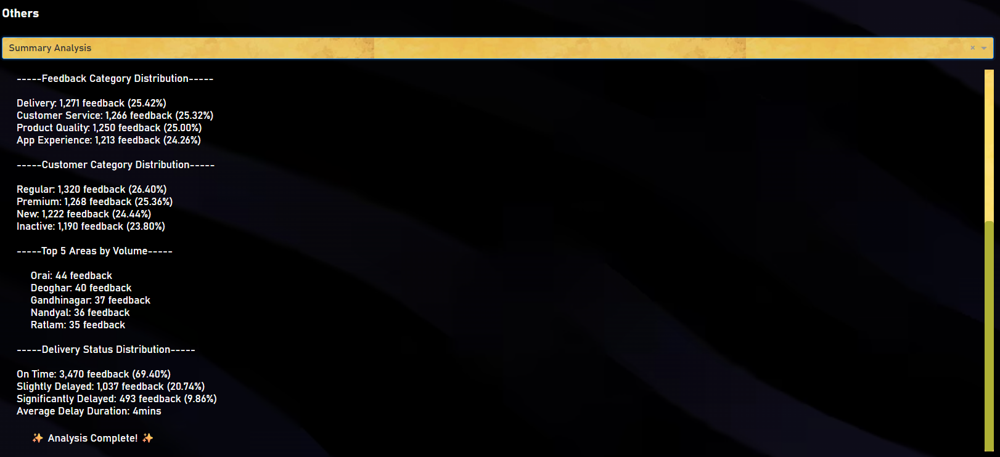 Others
Summary Analysis
-----Feedback Category Distribution-----
Delivery: 1,271 feedback (25.42%)
Customer Service: 1,266 feedback (25.32%)
Product Quality: 1,250 feedback (25.00%)
App Experience: 1,213 feedback (24.26%)
-----Customer Category Distribution-----
Regular: 1,320 feedback (26.40%)
Premium: 1,268 feedback (25.36%)
New: 1,222 feedback (24.44%)
Inactive: 1,190 feedback (23.80%)
-----Top 5 Areas by Volume-----
Orai: 44 feedback
Deoghar: 40 feedback
Gandhinagar: 37 feedback
Nandyal: 36 feedback
Ratlam: 35 feedback
-----Delivery Status Distribution-----
On Time: 3,470 feedback (69.40%)
Slightly Delayed: 1,037 feedback (20.74%)
Significantly Delayed: 493 feedback (9.86%)
Average Delay Duration: 4mins
✨ Analysis Complete! ✨